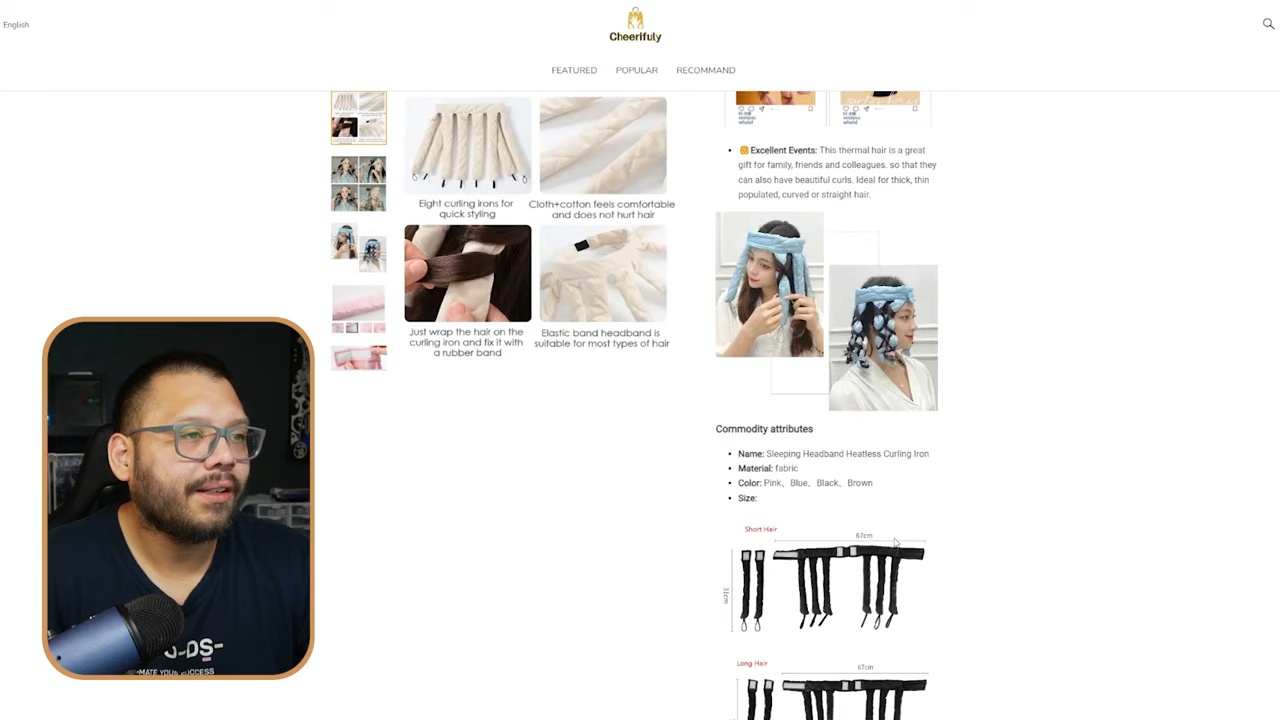 English
Cheerifuly
FEATURED POPULAR RECOMMAND
Eight curling irons for
quick styling
Cloth+cotton feels comfortable
and does not hurt hair
Just wrap the hair on the
curling iron and fix it with
a rubber band
Elastic band headband is
suitable for most types of hair
Excellent Events: This thermal hair is a great
gift for family, friends and colleagues. so that they
can also have beautiful curls. Ideal for thick, thin
populated, curved or straight hair.
Commodity attributes
Name: Sleeping Headband Heatless Curling Iron
Material: fabric
Color: Pink、Blue、Black、Brown
Size:
Short Hair
67cm
31cm
Long Hair
67cm
MATE YOUR SUCCESS